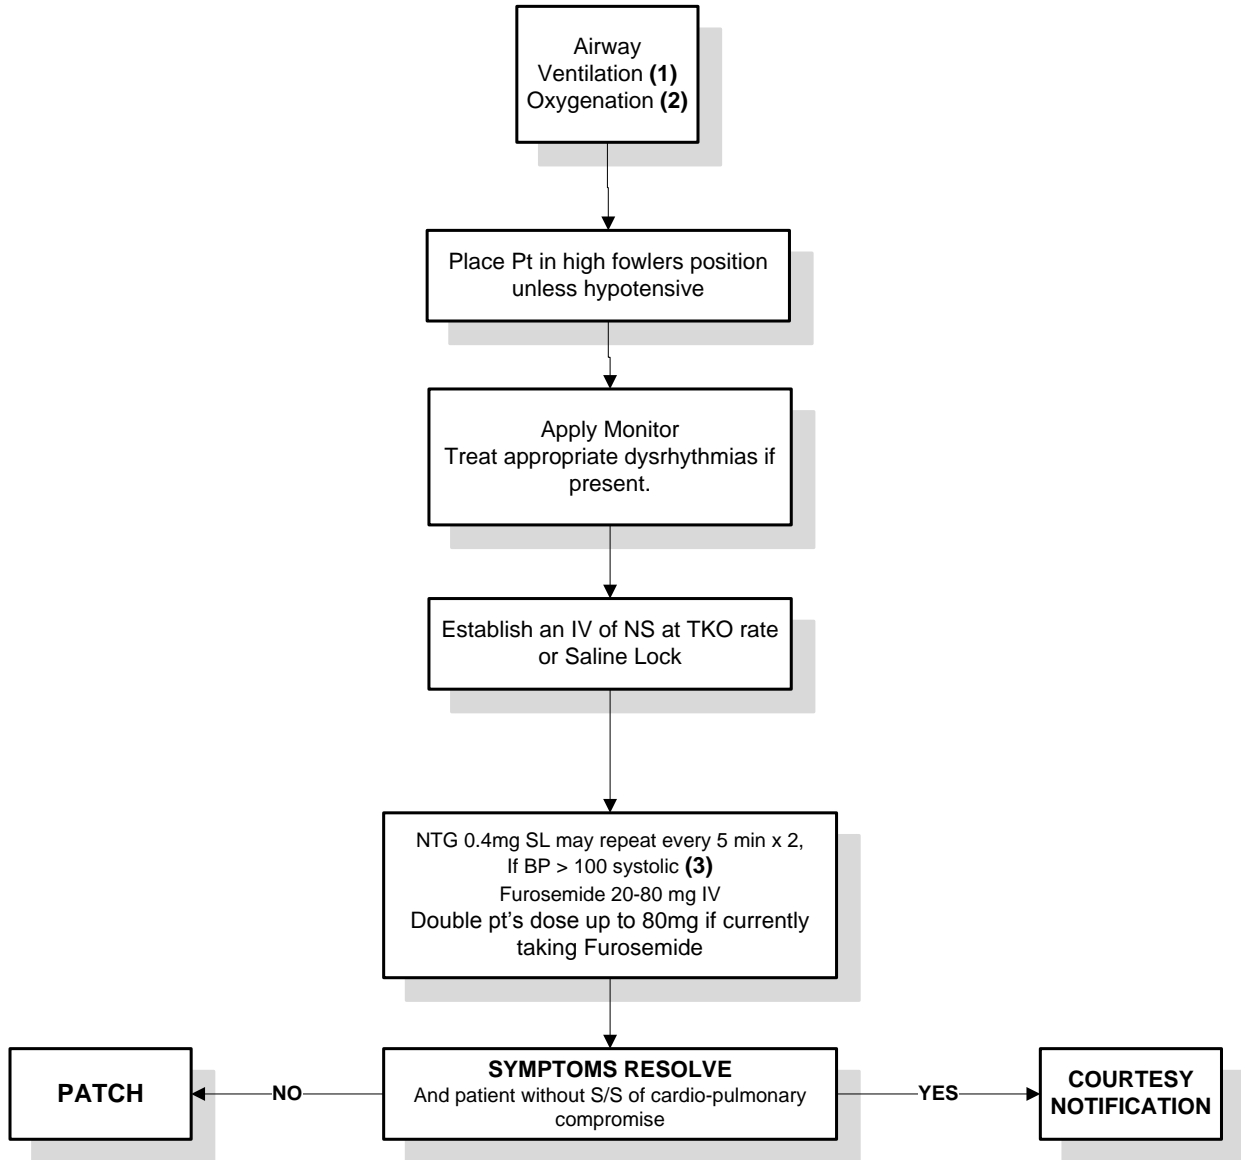 Airway
Ventilation (1)
Oxygenation (2)
Place Pt in high fowlers position
unless hypotensive
Apply Monitor
Treat appropriate dysrhythmias if
present.
Establish an IV of NS at TKO rate
or Saline Lock
NTG 0.4mg SL may repeat every 5 min x 2,
If BP > 100 systolic (3)
Furosemide 20-80 mg IV
Double pt’s dose up to 80mg if currently
taking Furosemide
PATCH
NO
SYMPTOMS RESOLVE
And patient without S/S of cardio-pulmonary
compromise
YES
COURTESY
NOTIFICATION